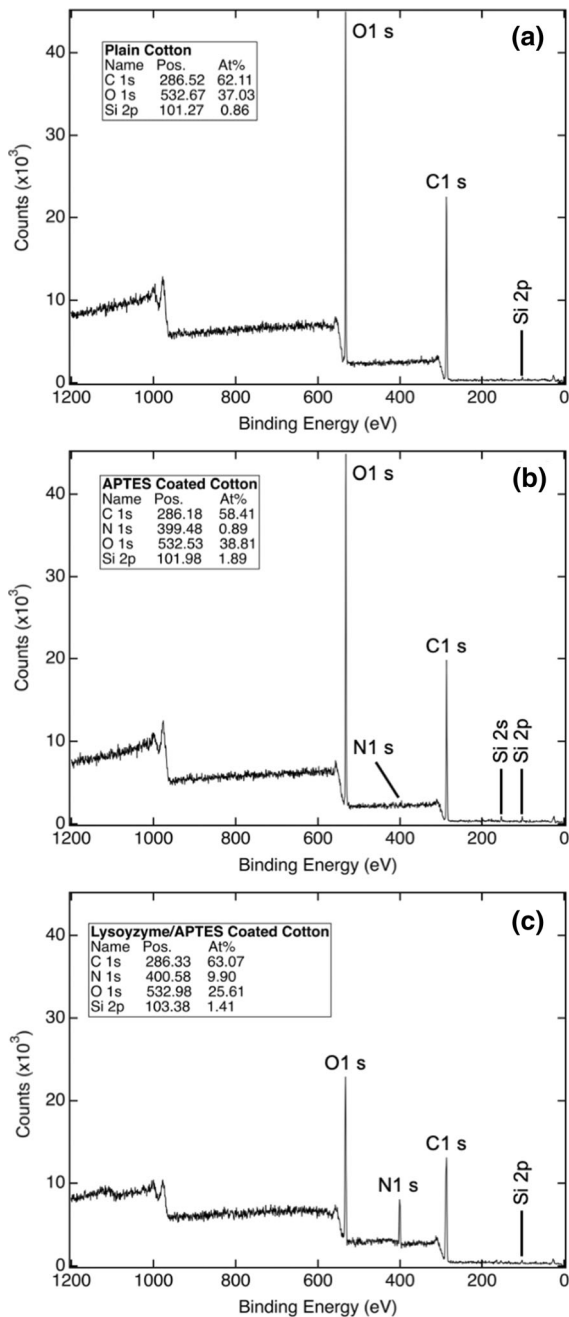 (a)
O1 s
Plain Cotton
Name Pos. At%
C 1s 286.52 62.11
O 1s 532.67 37.03
Si 2p 101.27 0.86
C1 s
Si 2p
Counts (x10³)
40
30
20
10
0
1200 1000 800 600 400 200 0
Binding Energy (eV)
(b)
O1 s
APTES Coated Cotton
Name Pos. At%
C 1s 286.18 58.41
N 1s 399.48 0.89
O 1s 532.53 38.81
Si 2p 101.98 1.89
C1 s
N1 s
Si 2s
Si 2p
Counts (x10³)
40
30
20
10
0
1200 1000 800 600 400 200 0
Binding Energy (eV)
(c)
Lysoyzyme/APTES Coated Cotton
Name Pos. At%
C 1s 286.33 63.07
N 1s 400.58 9.90
O 1s 532.98 25.61
Si 2p 103.38 1.41
O1 s
C1 s
N1 s
Si 2p
Counts (x10³)
40
30
20
10
0
1200 1000 800 600 400 200 0
Binding Energy (eV)